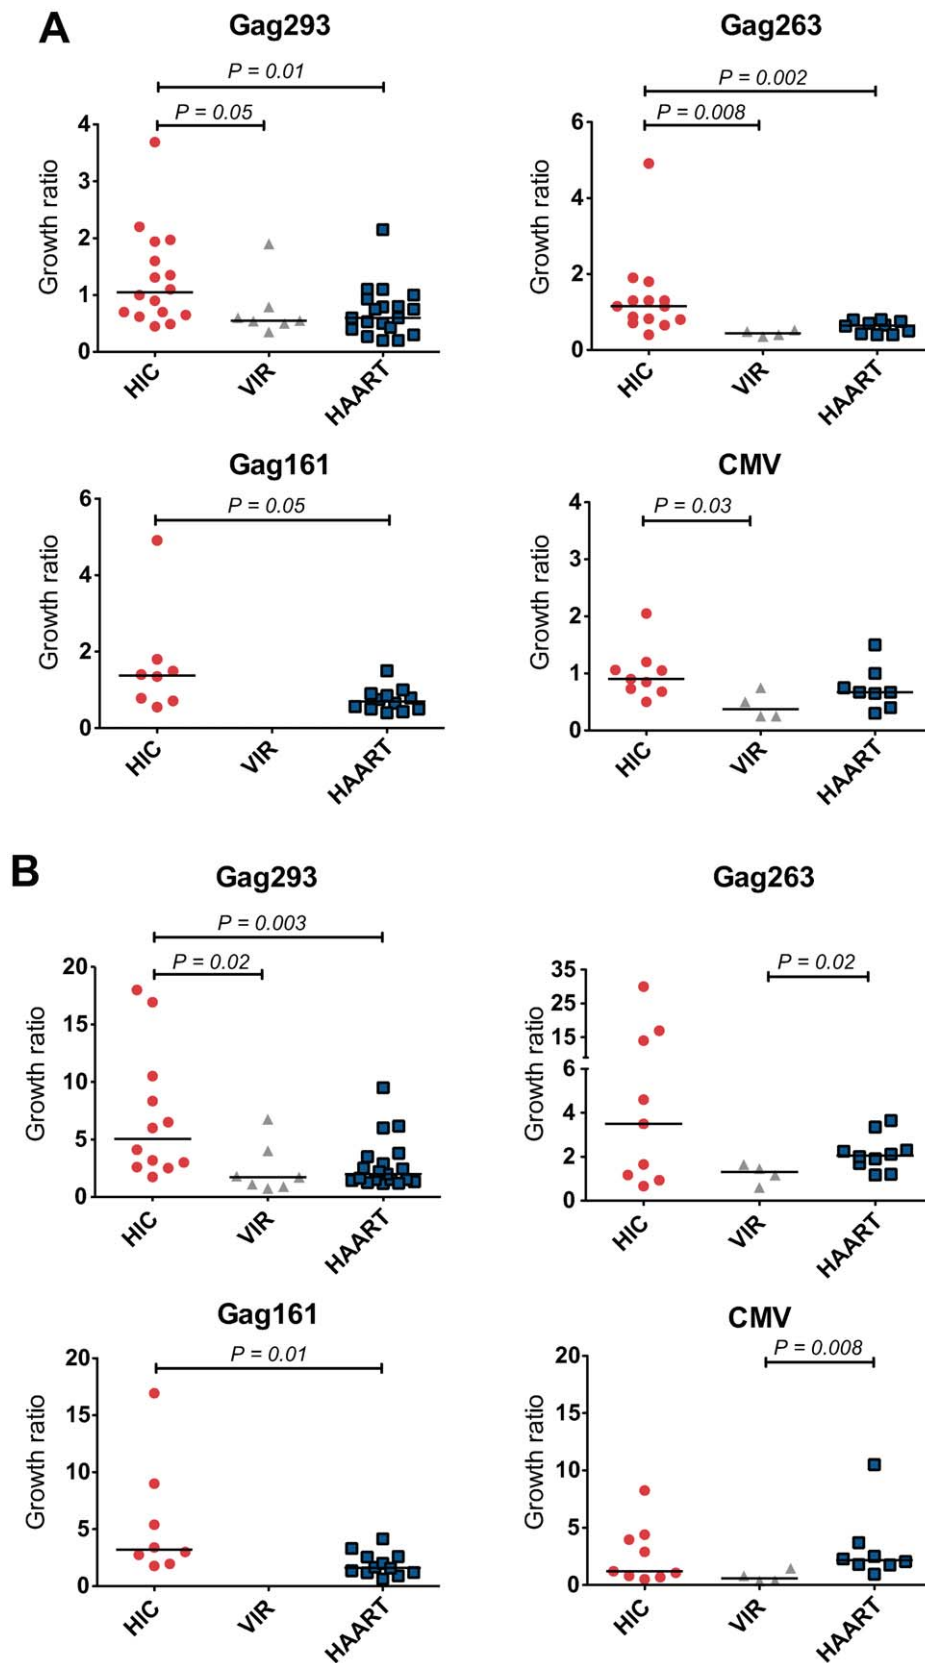 A
Gag293
Gag263
P = 0.01
P = 0.002
P = 0.05
P = 0.008
Growth ratio
4
3
2
1
0
HIC
VIR
HAART
Growth ratio
6
4
2
0
HIC
VIR
HAART
Gag161
CMV
P = 0.05
P = 0.03
Growth ratio
6
4
2
0
HIC
VIR
HAART
Growth ratio
4
3
2
1
0
HIC
VIR
HAART
B
Gag293
Gag263
P = 0.003
P = 0.02
P = 0.02
Growth ratio
20
15
10
5
0
HIC
VIR
HAART
Growth ratio
35
25
15
6
4
2
0
HIC
VIR
HAART
Gag161
CMV
P = 0.01
P = 0.008
Growth ratio
20
15
10
5
0
HIC
VIR
HAART
Growth ratio
20
15
10
5
0
HIC
VIR
HAART